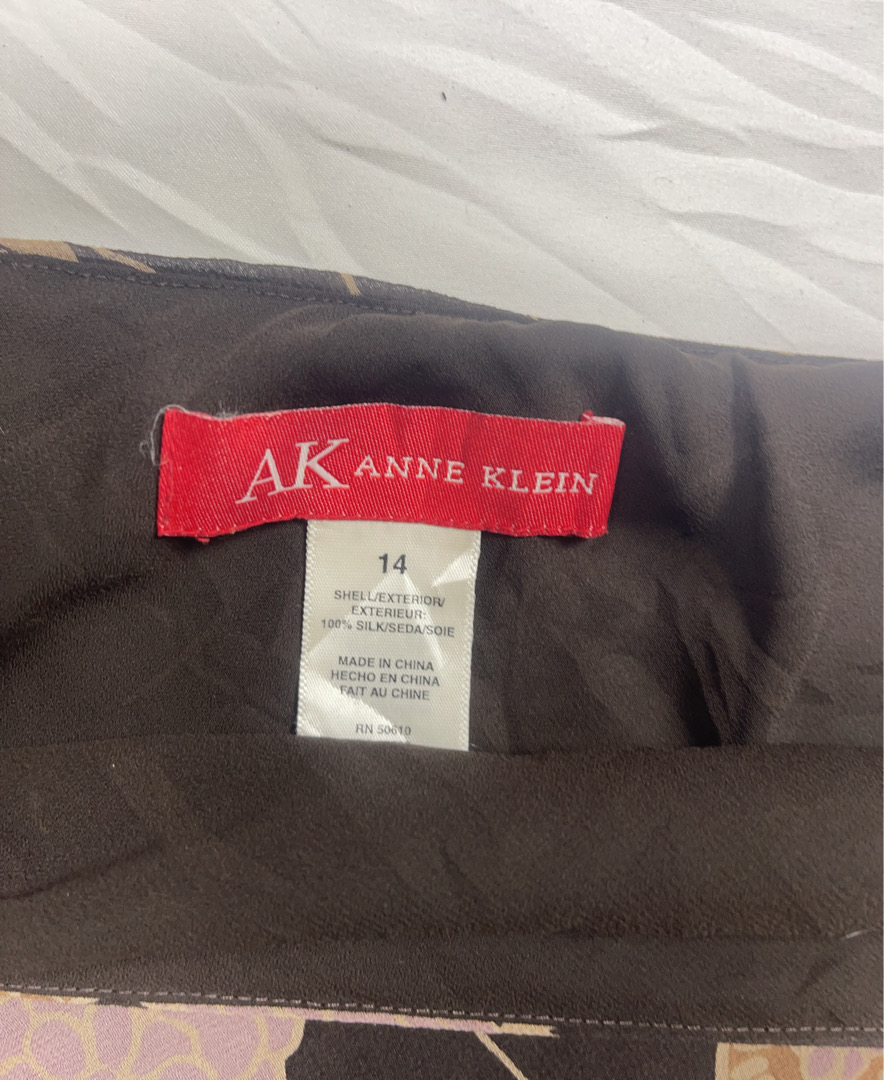 AK ANNE KLEIN
14
SHELL/EXTERIOR/
EXTERIEUR:
100% SILK/SEDA/SOIE
MADE IN CHINA
HECHO EN CHINA
FAIT AU CHINE
RN 50610